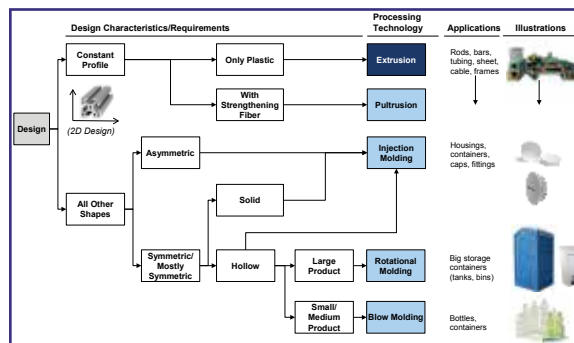 Design Characteristics/Requirements
Processing
Technology
Applications
Illustrations
Constant
Profile
Only Plastic
Extrusion
Rods, bars,
tubing, sheet,
cable, frames
With
Strengthening
Fiber
Pultrusion
(2D Design)
Design
Asymmetric
Injection
Molding
Housings,
containers,
caps, fittings
All Other
Shapes
Solid
Symmetric/
Mostly
Symmetric
Hollow
Large
Product
Rotational
Molding
Big storage
containers
(tanks, bins)
Small/
Medium
Product
Blow Molding
Bottles,
containers